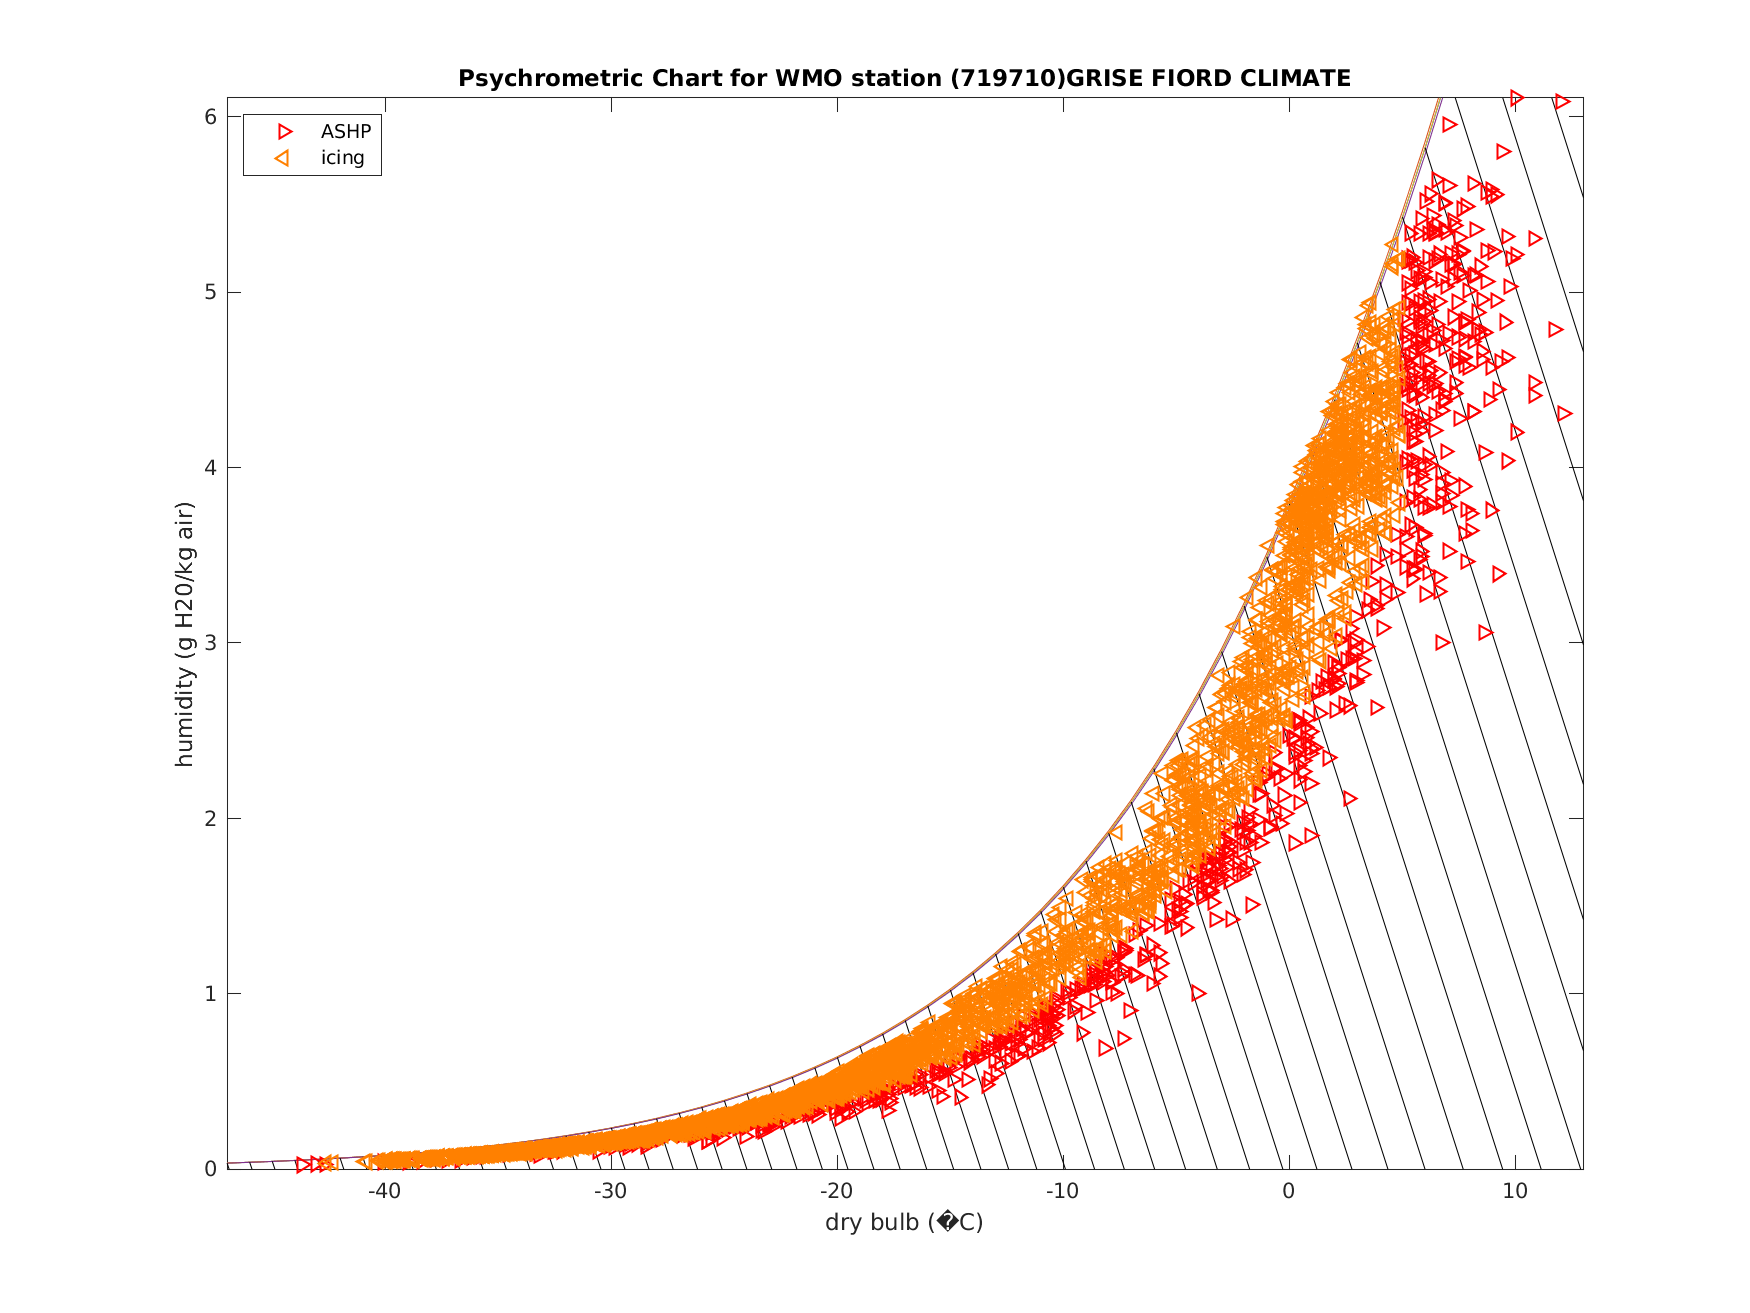 Psychrometric Chart for WMO station (719710)GRISE FIORD CLIMATE
ASHP
icing
6
5
4
3
2
1
0
humidity (g H20/kg air)
-40 -30 -20 -10 0 10
dry bulb (�C)